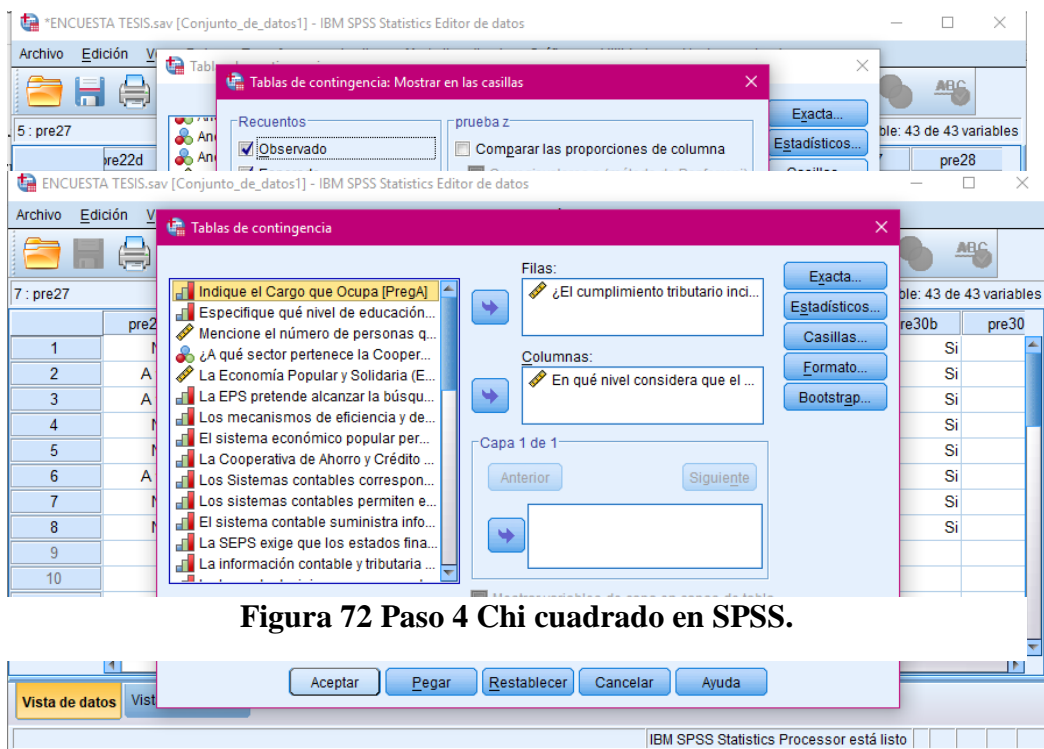 *ENCUESTA TESIS.sav [Conjunto_de_datos1] - IBM SPSS Statistics Editor de datos
Archivo Edición
Tablas de contingencia: Mostrar en las casillas
5 : pre27
Recuentos
prueba z
Exacta...
Observado
Comparar las proporciones de columna
Estadísticos...
ble: 43 de 43 variables
re22d
pre28
ENCUESTA TESIS.sav [Conjunto_de_datos1] - IBM SPSS Statistics Editor de datos
Archivo Edición V
Tablas de contingencia
7 : pre27
ble: 43 de 43 variables
Indique el Cargo que Ocupa [PregA]
Especifique qué nivel de educación...
Mencione el número de personas q...
¿A qué sector pertenece la Cooper...
La Economía Popular y Solidaria (E...
La EPS pretende alcanzar la búsqu...
Los mecanismos de eficiencia y de...
El sistema económico popular per...
La Cooperativa de Ahorro y Crédito ...
Los Sistemas contables correspon...
Los sistemas contables permiten e...
El sistema contable suministra info...
La SEPS exige que los estados fina...
La información contable y tributaria ...
Filas:
¿El cumplimiento tributario inci...
Columnas:
En qué nivel considera que el ...
Capa 1 de 1
Anterior
Siguiente
Exacta...
Estadísticos...
Casillas...
Formato...
Bootstrap...
pre2
re30b
pre30
1
Si
2 A
Si
3 A
Si
4
Si
5
Si
6 A
Si
7
Si
8
Si
9
10
Figura 72 Paso 4 Chi cuadrado en SPSS.
Aceptar Pegar Restablecer Cancelar Ayuda
Vista de datos Vist
IBM SPSS Statistics Processor está listo